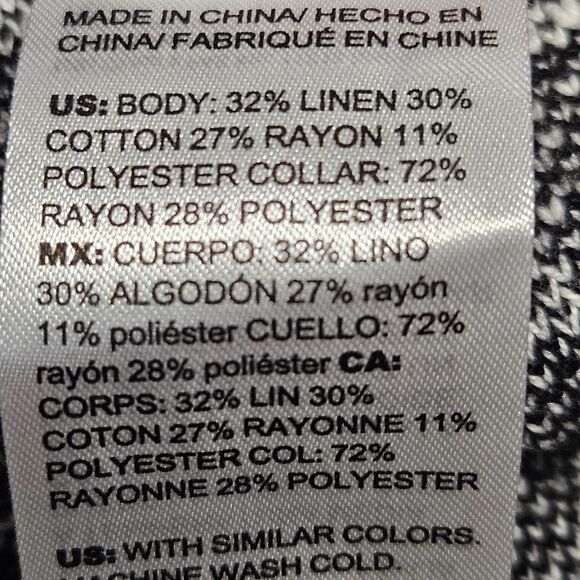 MADE IN CHINA/ HECHO EN
CHINA/ FABRIQUÉ EN CHINE
US: BODY: 32% LINEN 30%
COTTON 27% RAYON 11%
POLYESTER COLLAR: 72%
RAYON 28% POLYESTER
MX: CUERPO: 32% LINO
30% ALGODÓN 27% rayón
11% poliéster CUELLO: 72%
rayón 28% poliéster CA:
CORPS: 32% LIN 30%
COTON 27% RAYONNE 11%
POLYESTER COL: 72%
RAYONNE 28% POLYESTER
US: WITH SIMILAR COLORS.
MACHINE WASH COLD.